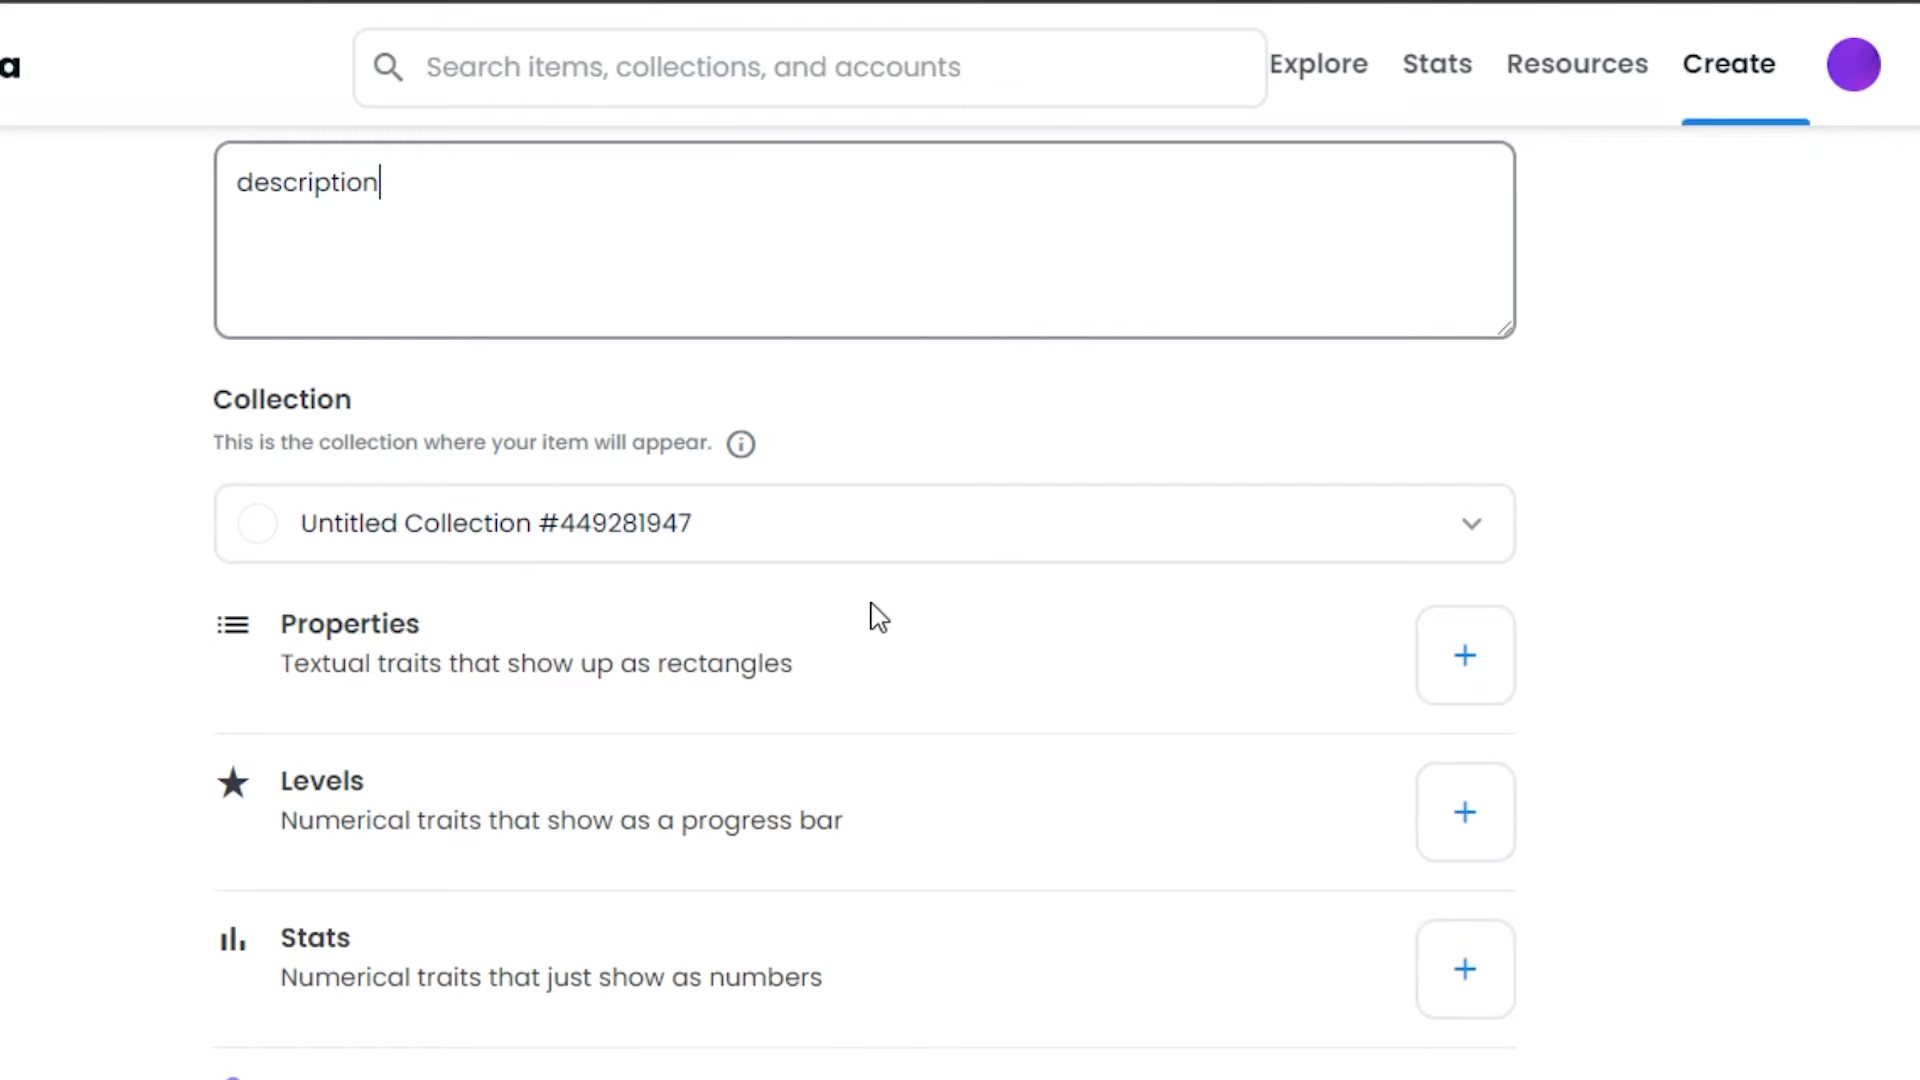 a
Search items, collections, and accounts
Explore
Stats
Resources
Create
description
Collection
This is the collection where your item will appear.
Untitled Collection #449281947
Properties
Textual traits that show up as rectangles
Levels
Numerical traits that show as a progress bar
Stats
Numerical traits that just show as numbers